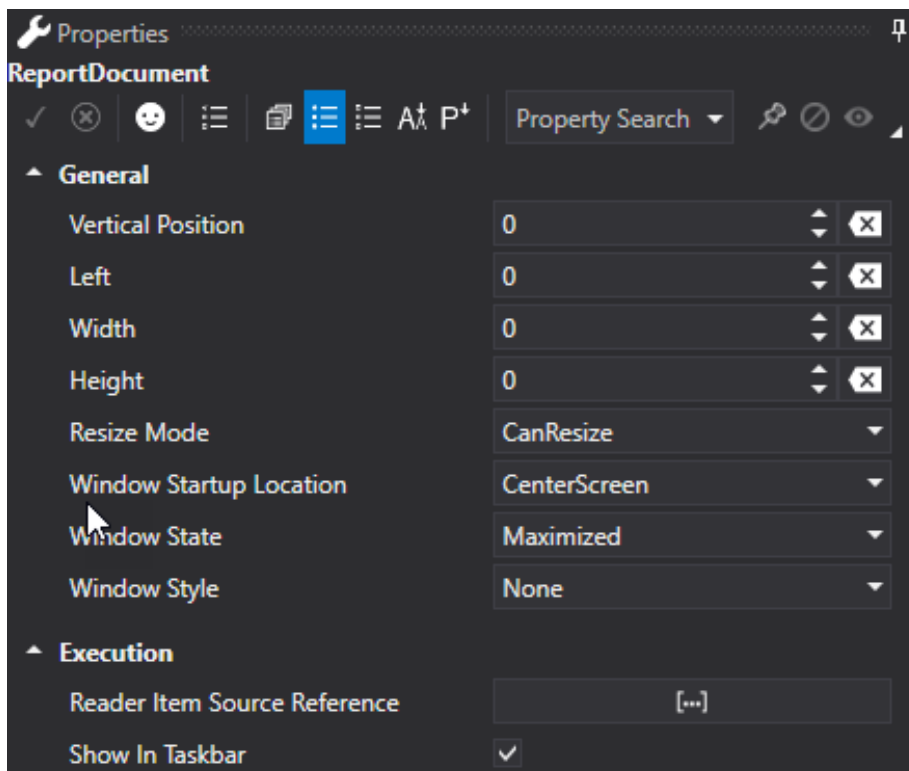 Properties
ReportDocument
Property Search
General
Vertical Position 0
Left 0
Width 0
Height 0
Resize Mode CanResize
Window Startup Location CenterScreen
Window State Maximized
Window Style None
Execution
Reader Item Source Reference [...]
Show In Taskbar